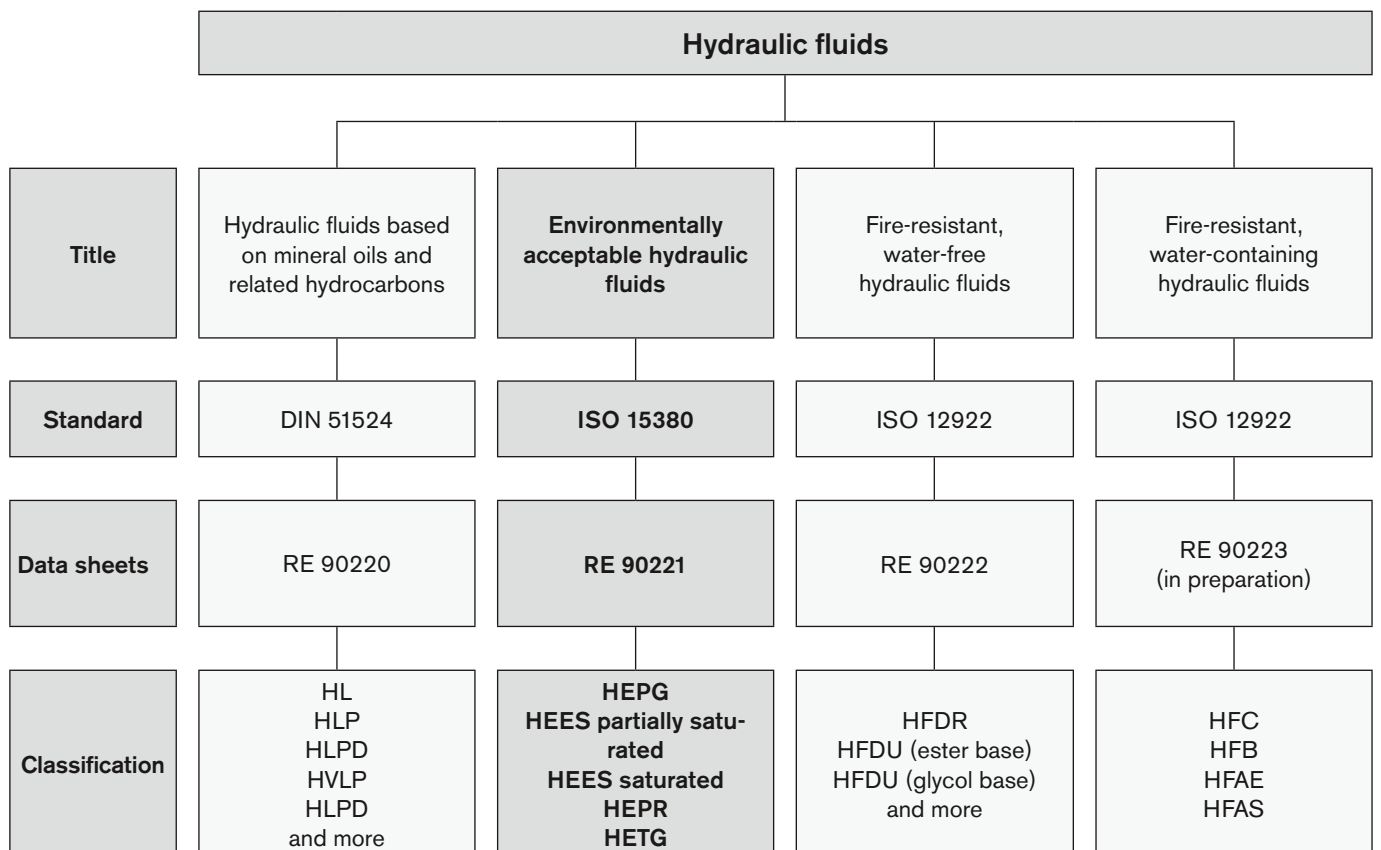 Hydraulic fluids
Title
Hydraulic fluids based
on mineral oils and
related hydrocarbons
Environmentally
acceptable hydraulic
fluids
Fire-resistant,
water-free
hydraulic fluids
Fire-resistant,
water-containing
hydraulic fluids
Standard
DIN 51524
ISO 15380
ISO 12922
ISO 12922
Data sheets
RE 90220
RE 90221
RE 90222
RE 90223
(in preparation)
Classification
HL
HLP
HLPD
HVLP
HLPD
and more
HEPG
HEES partially satu-
rated
HEES saturated
HEPR
HETG
HFDR
HFDU (ester base)
HFDU (glycol base)
and more
HFC
HFB
HFAE
HFAS